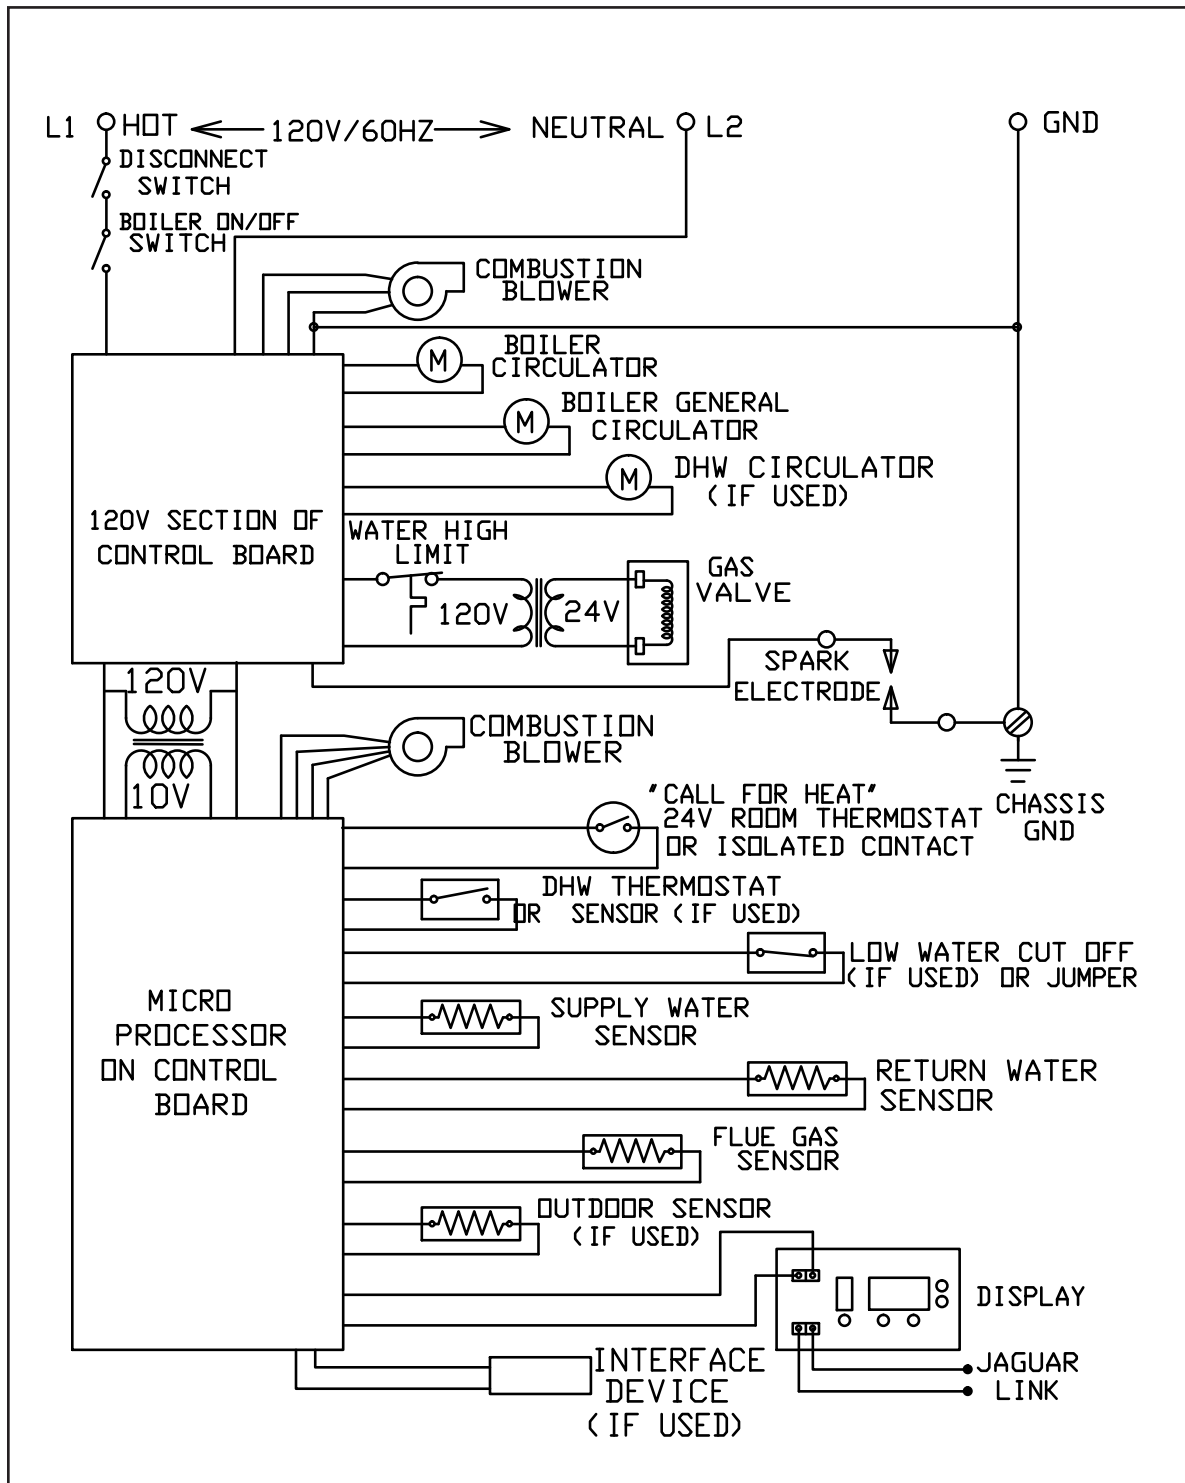 L1 HOT 120V/60HZ NEUTRAL L2 GND
DISCONNECT
SWITCH
BOILER ON/OFF
SWITCH
COMBUSTION
BLOWER
M
BOILER
CIRCULATOR
M
BOILER GENERAL
CIRCULATOR
M
DHW CIRCULATOR
(IF USED)
120V SECTION OF
CONTROL BOARD
WATER HIGH
LIMIT
120V
24V
GAS
VALVE
SPARK
ELECTRODE
120V
10V
COMBUSTION
BLOWER
CHASSIS
GND
"CALL FOR HEAT"
24V ROOM THERMOSTAT
OR ISOLATED CONTACT
DHW THERMOSTAT
OR SENSOR (IF USED)
LOW WATER CUT OFF
(IF USED) OR JUMPER
MICRO
PROCESSOR
ON CONTROL
BOARD
SUPPLY WATER
SENSOR
RETURN WATER
SENSOR
FLUE GAS
SENSOR
OUTDOOR SENSOR
(IF USED)
DISPLAY
JAGUAR
LINK
INTERFACE
DEVICE
(IF USED)